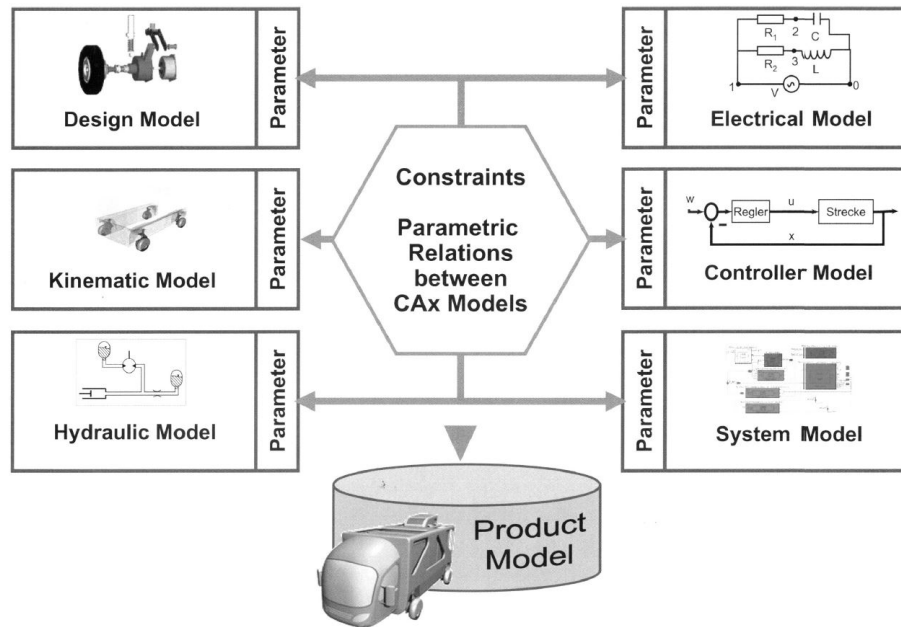 Design Model
Parameter
Parameter
R1
2
C
R2
3
L
1
V
0
Electrical Model
Kinematic Model
Parameter
Constraints
Parametric
Relations
between
CAx Models
Parameter
w
Regler
u
Strecke
x
Controller Model
Hydraulic Model
Parameter
Parameter
System Model
Product
Model